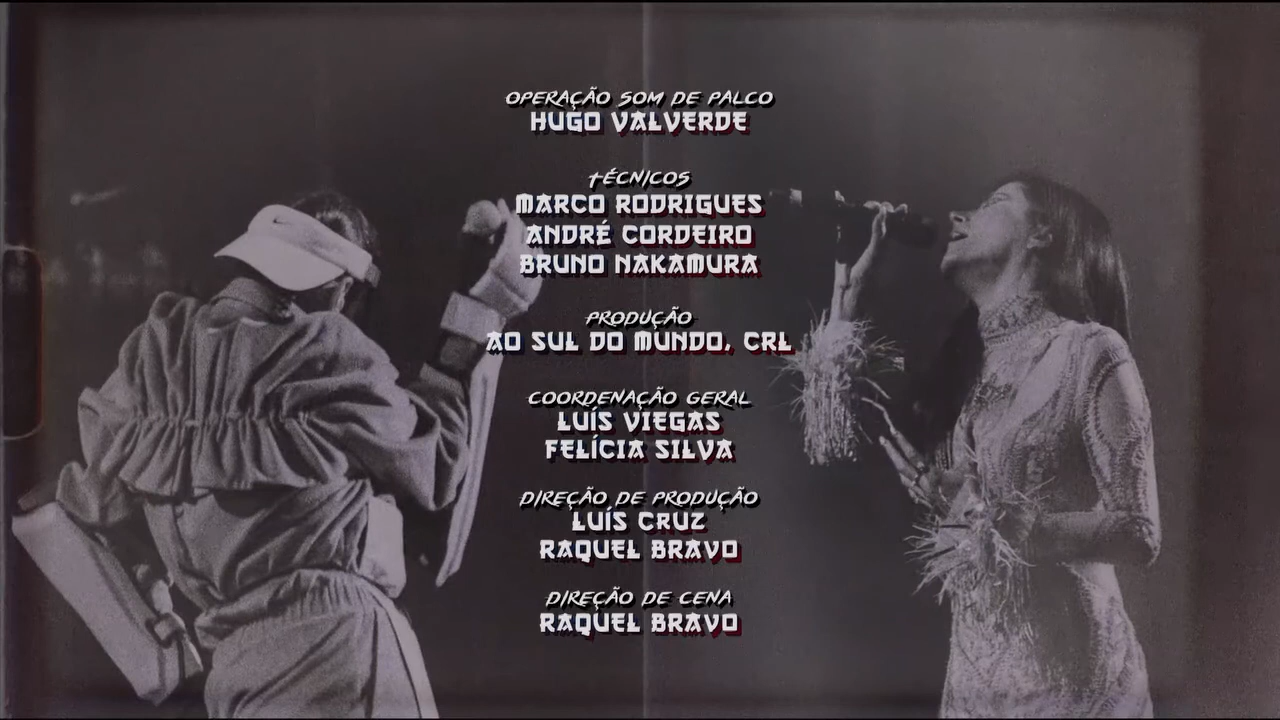 OPERAÇÃO SOM DE PALCO
HUGO VALVERDE
TÉCNICOS
MARCO RODRIGUES
ANDRÉ CORDEIRO
BRUNO NAKAMURA
PRODUÇÃO
AO SUL DO MUNDO, CRL
COORDENAÇÃO GERAL
LUÍS VIEGAS
FELÍCIA SILVA
DIREÇÃO DE PRODUÇÃO
LUÍS CRUZ
RAQUEL BRAVO
DIREÇÃO DE CENA
RAQUEL BRAVO